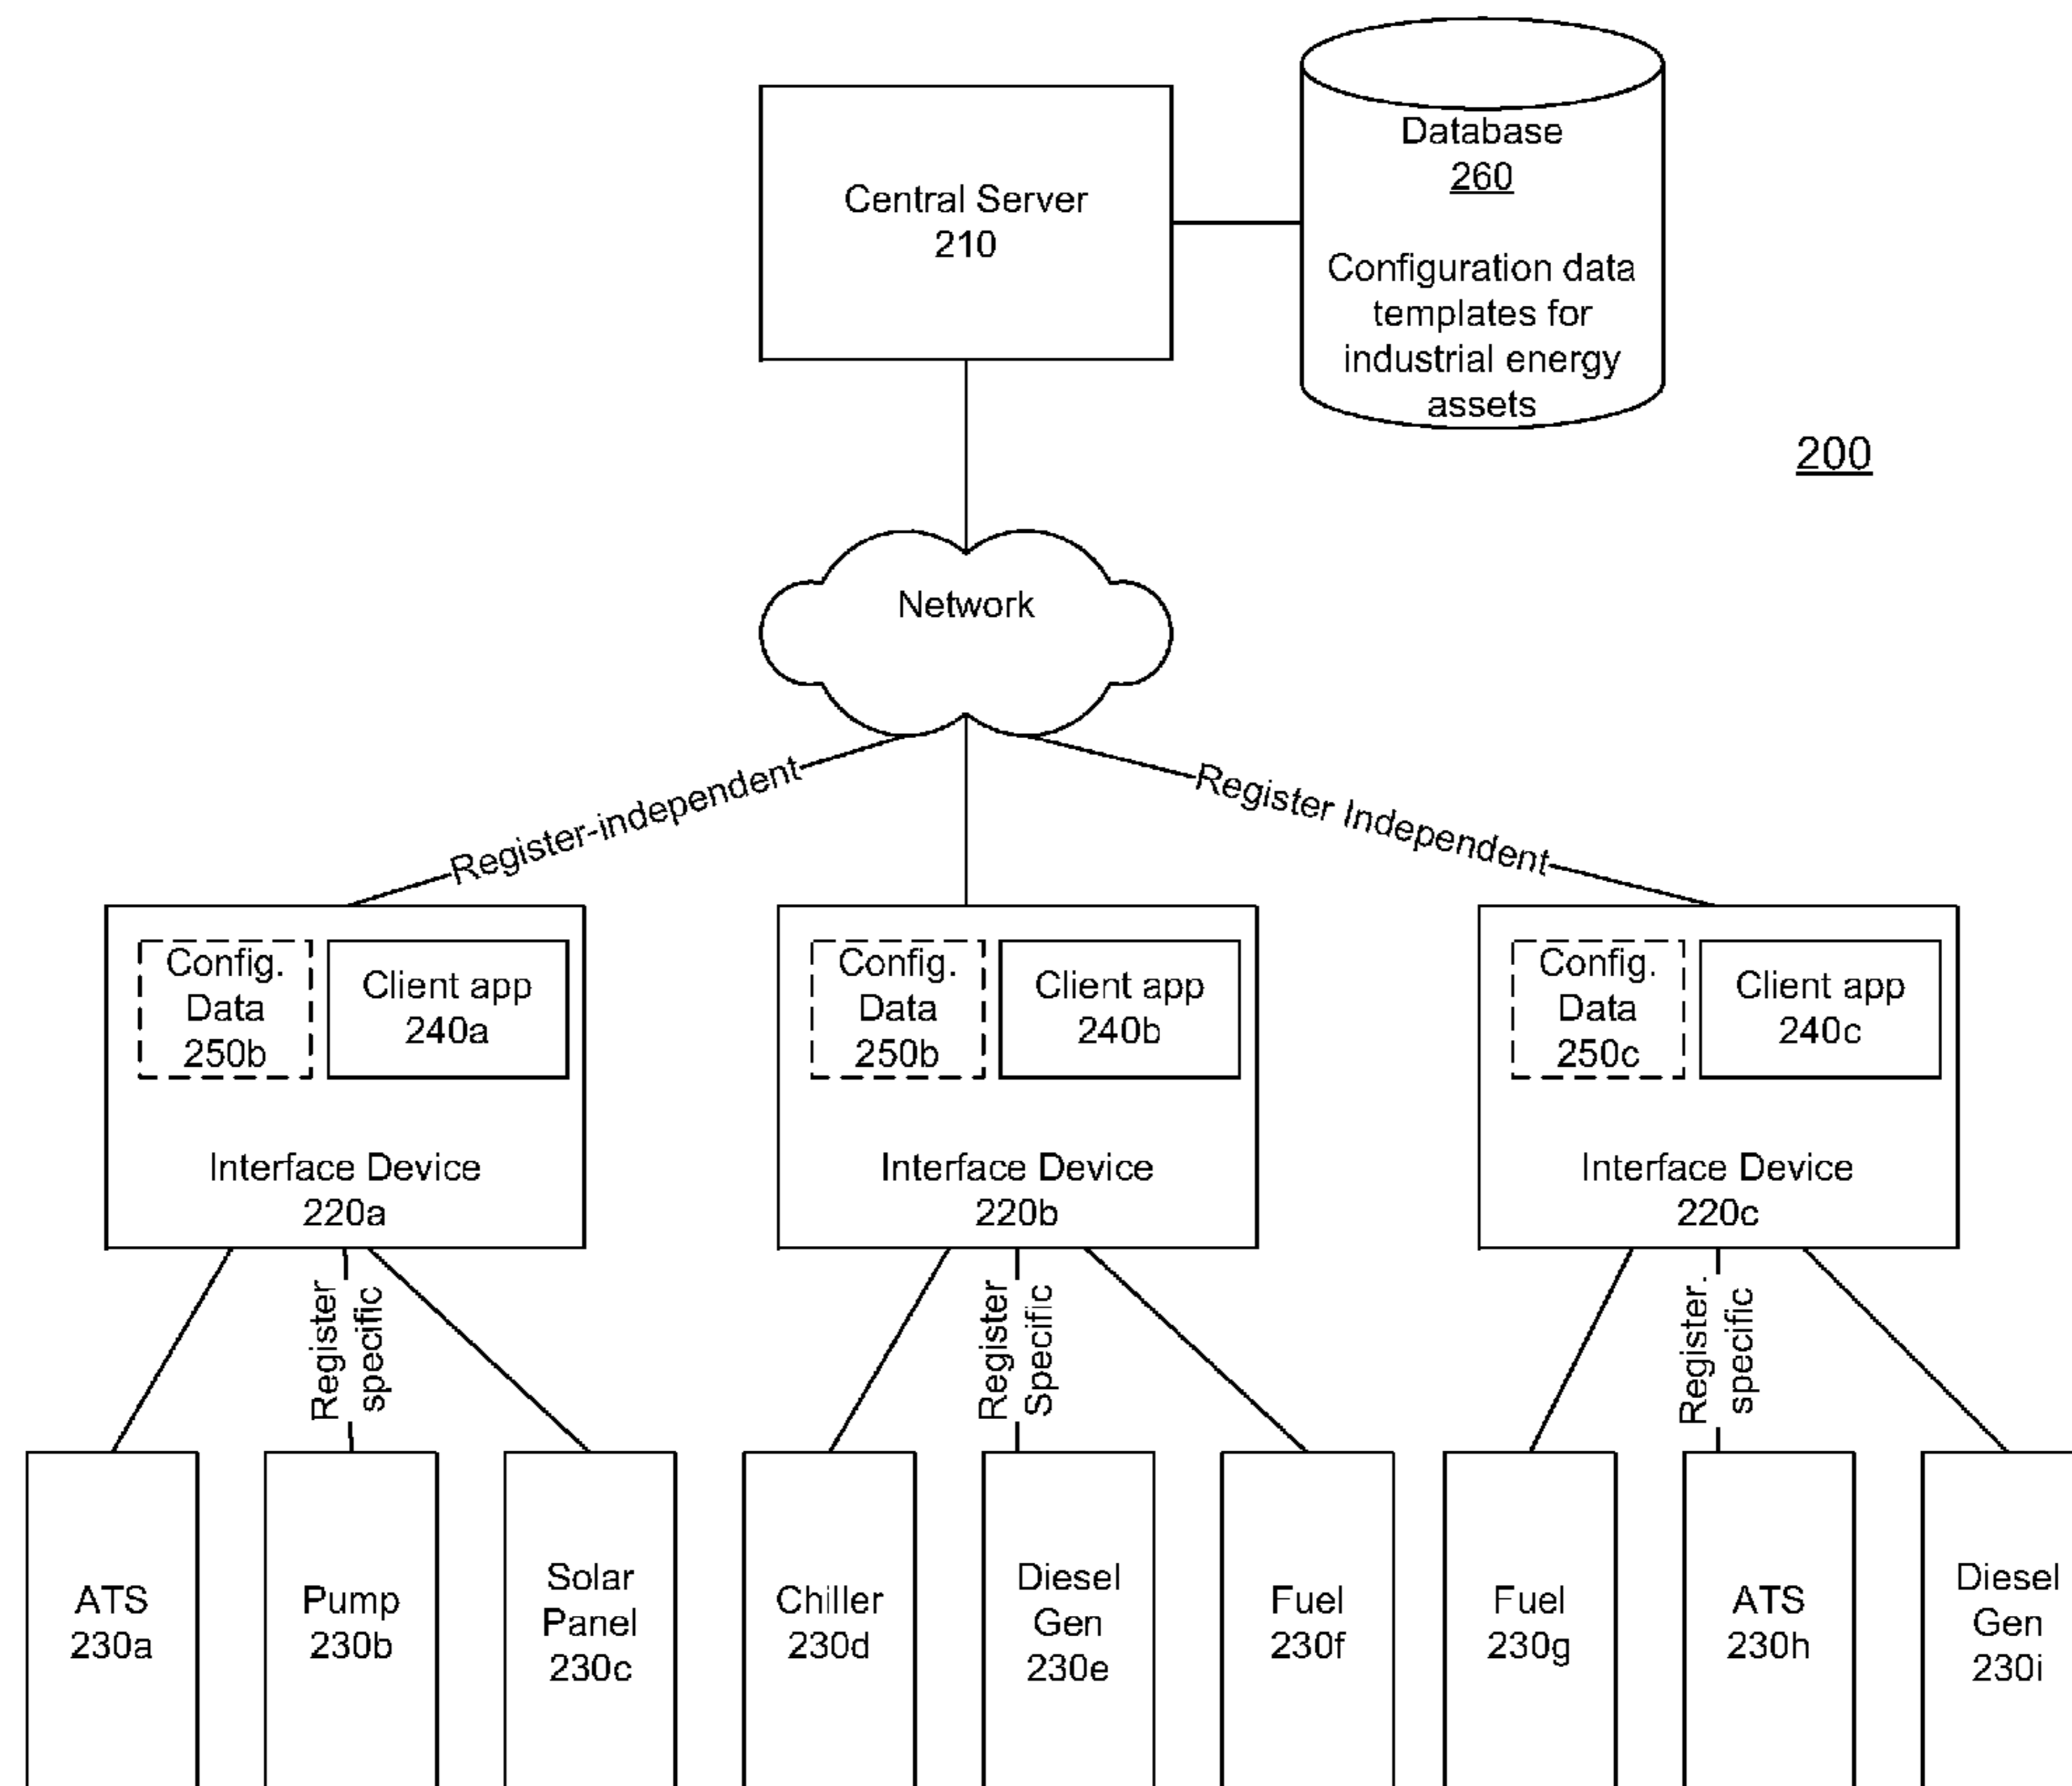 Database
260
Configuration data
templates for
industrial energy
assets
Central Server
210
200
Network
Register-independent
Register Independent
Config.
Data
250b
Client app
240a
Interface Device
220a
Config.
Data
250b
Client app
240b
Interface Device
220b
Config.
Data
250c
Client app
240c
Interface Device
220c
Register
specific
Register
Specific
Register.
specific
ATS
230a
Pump
230b
Solar
Panel
230c
Chiller
230d
Diesel
Gen
230e
Fuel
230f
Fuel
230g
ATS
230h
Diesel
Gen
230i